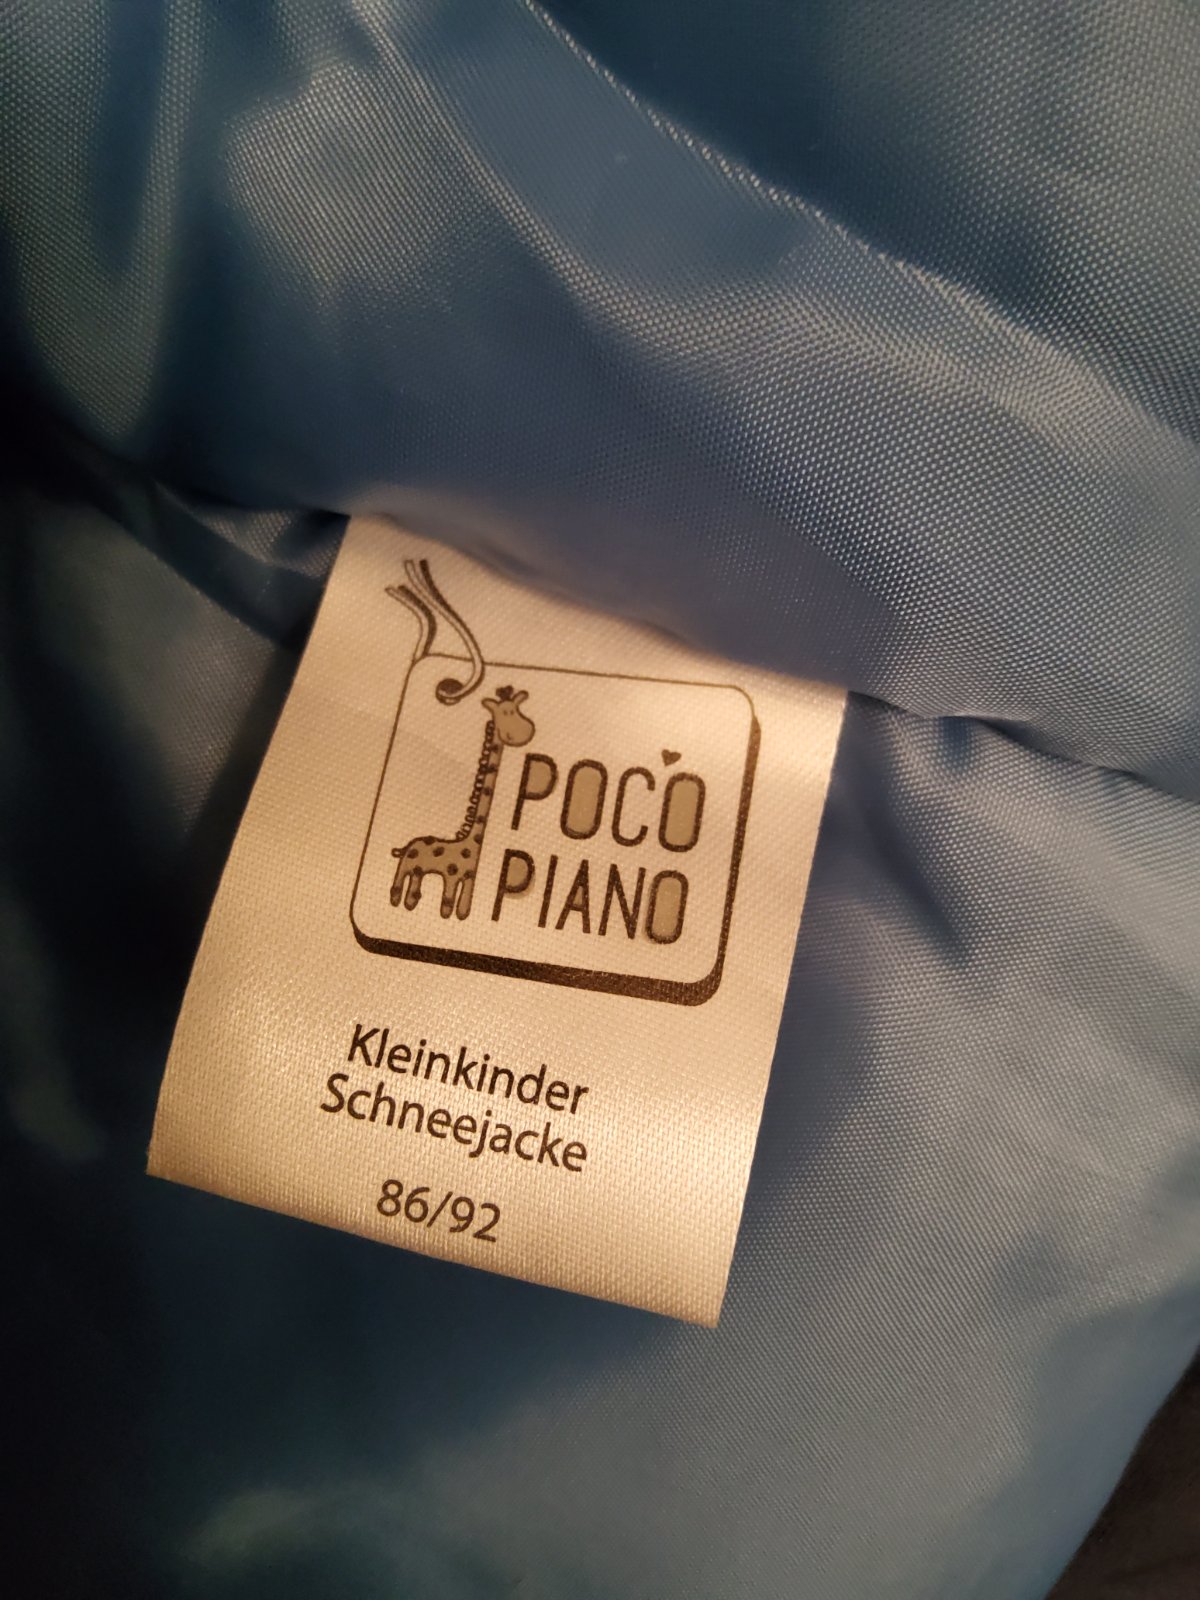 POCO
PIANO
Kleinkinder
Schneejacke
86/92